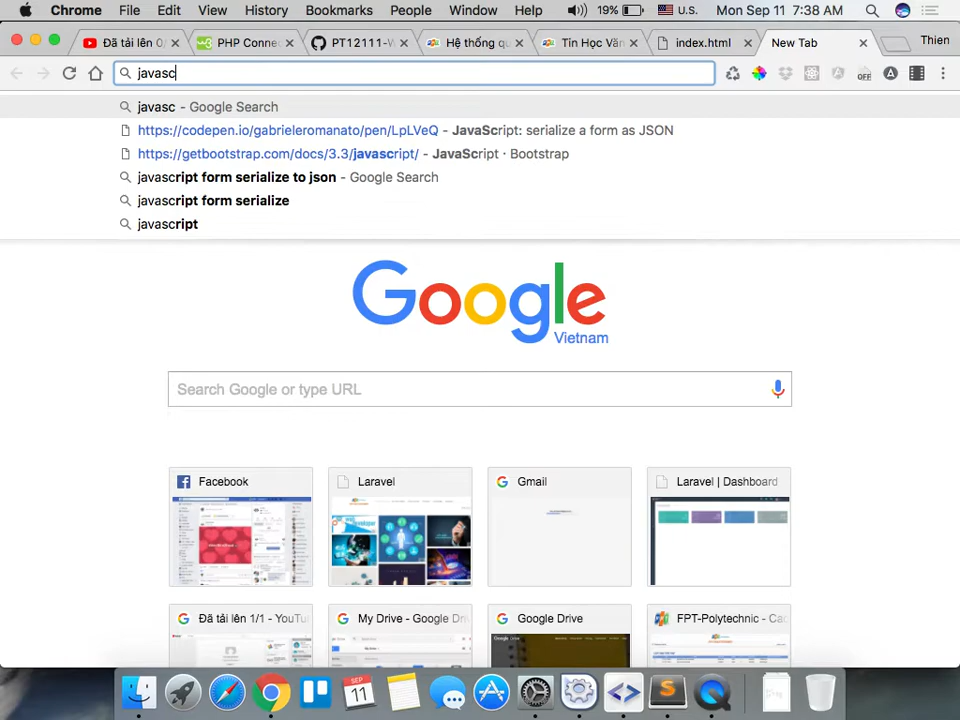 Chrome File Edit View History Bookmarks People Window Help 19% U.S. Mon Sep 11 7:38 AM
Đã tải lên 0/ PHP Conne PT12111-V Hệ thống qu Tin Học Văn index.html New Tab Thien
javasc OFF
javasc - Google Search
https://codepen.io/gabrieleromanato/pen/LpLVeQ - JavaScript: serialize a form as JSON
https://getbootstrap.com/docs/3.3/javascript/ - JavaScript · Bootstrap
javascript form serialize to json - Google Search
javascript form serialize
javascript
Google
Vietnam
Search Google or type URL
Facebook Laravel Gmail Laravel | Dashboard
Đã tải lên 1/1 - YouTu My Drive - Google Dri Google Drive FPT-Polytechnic - Cao
SEP
11